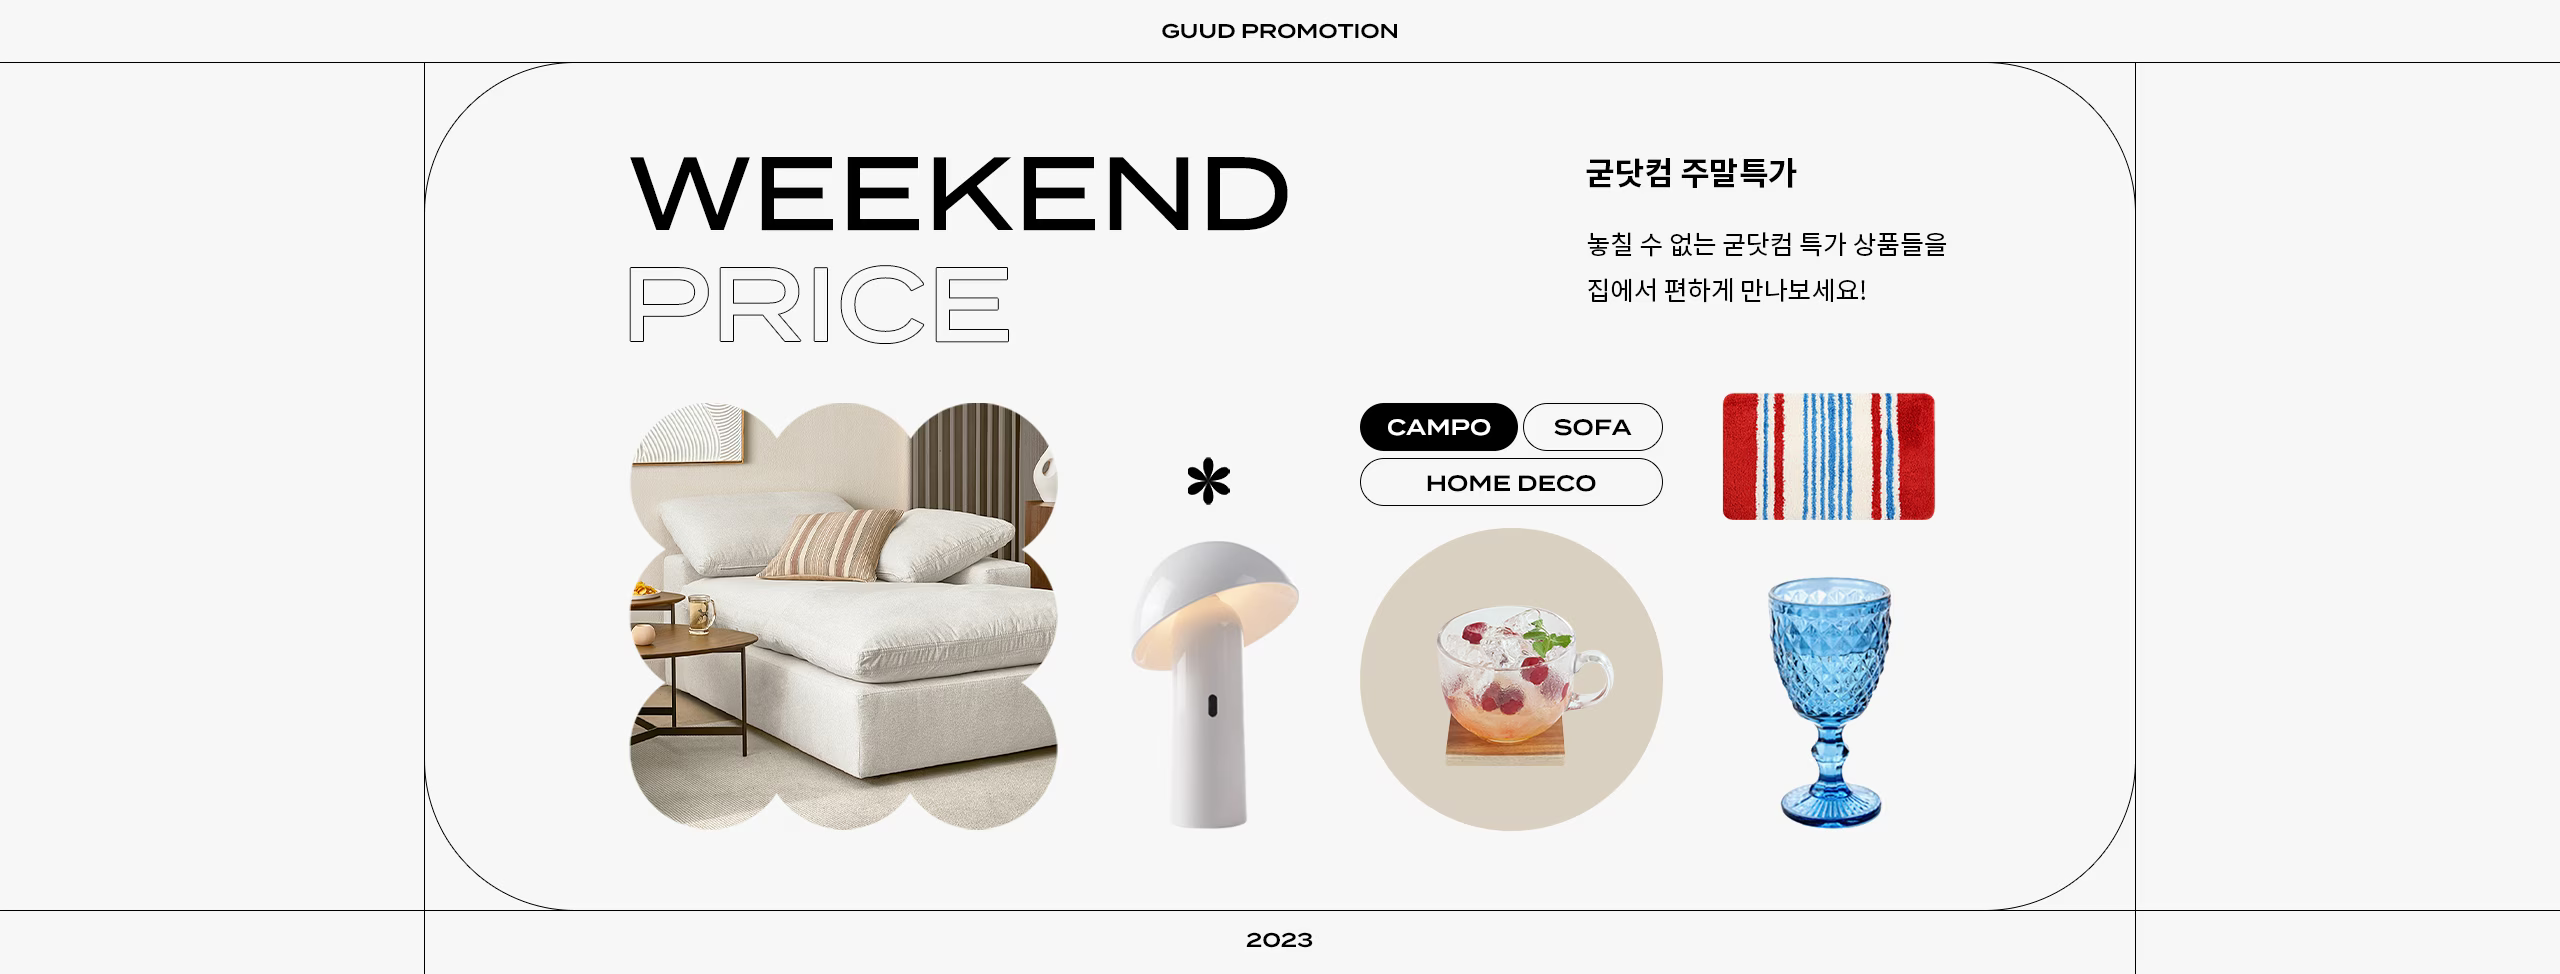 GUUD PROMOTION
WEEKEND
PRICE
굳닷컴 주말특가
놓칠 수 없는 굳닷컴 특가 상품들을
집에서 편하게 만나보세요!
CAMPO
SOFA
HOME DECO
2023